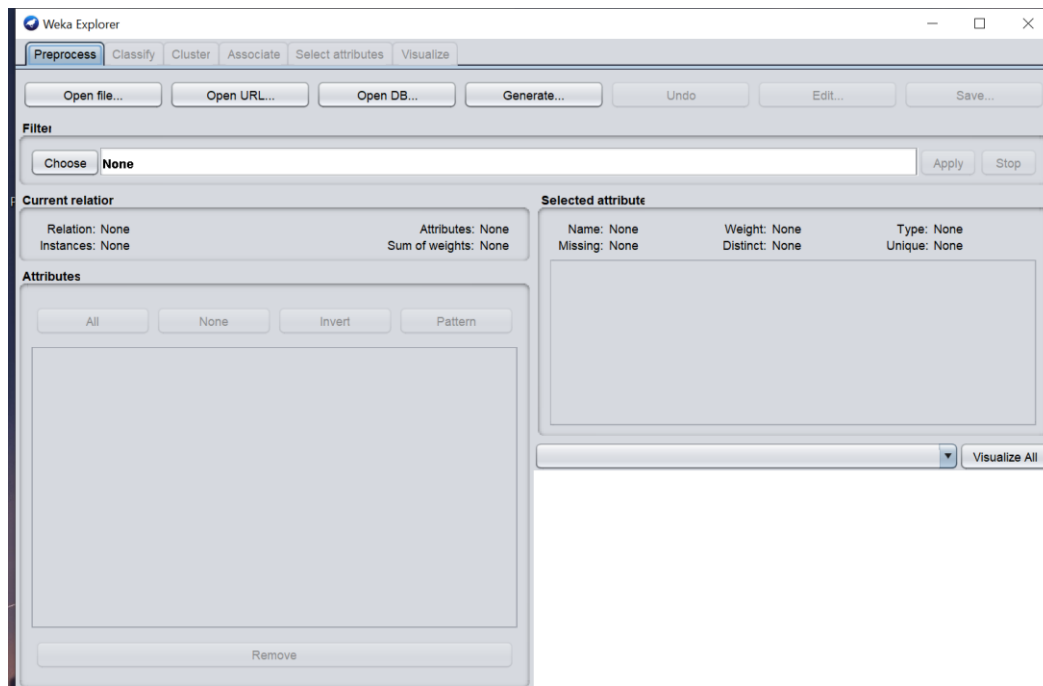 Weka Explorer
Preprocess Classify Cluster Associate Select attributes Visualize
Open file... Open URL... Open DB... Generate... Undo Edit... Save...
Filter
Choose None Apply Stop
Current relation
Relation: None Attributes: None
Instances: None Sum of weights: None
Attributes
All None Invert Pattern
Remove
Selected attribute
Name: None Weight: None Type: None
Missing: None Distinct: None Unique: None
Visualize All